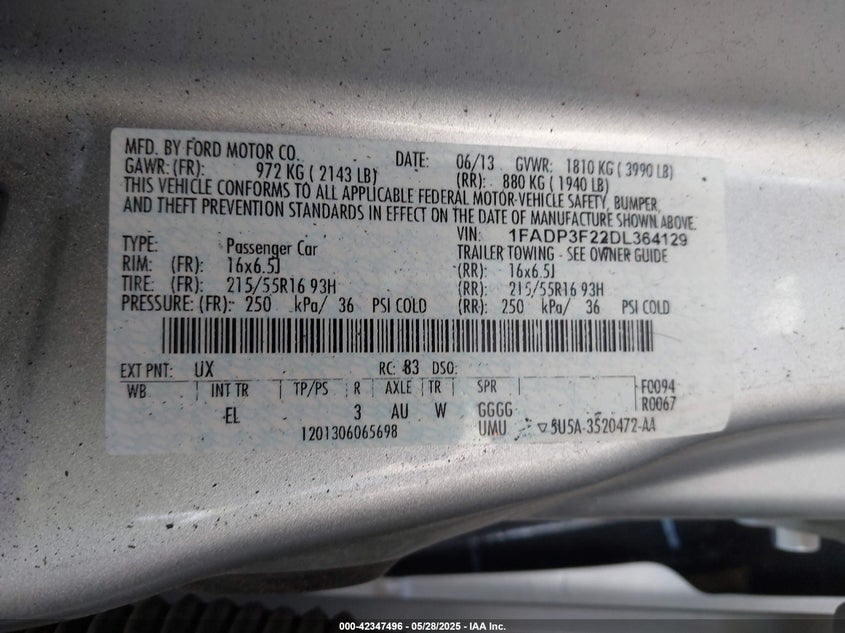 MFD. BY FORD MOTOR CO. DATE: 06/13 GVWR: 1810 KG ( 3990 LB)
GAWR: (FR): 972 KG ( 2143 LB) (RR): 880 KG ( 1940 LB)
THIS VEHICLE CONFORMS TO ALL APPLICABLE FEDERAL MOTOR-VEHICLE SAFETY, BUMPER,
AND THEFT PREVENTION STANDARDS IN EFFECT ON THE DATE OF MANUFACTURE SHOWN ABOVE.
VIN: 1FADP3F22DL364129
TYPE: Passenger Car TRAILER TOWING - SEE OWNER GUIDE
RIM: (FR): 16x6.5J (RR): 16x6.5J
TIRE: (FR): 215/55R16 93H (RR): 215/55R16 93H
PRESSURE: (FR): 250 kPa/ 36 PSI COLD (RR): 250 kPa/ 36 PSI COLD
EXT PNT: UX RC: 83 DSO:
WB INT TR TP/PS R AXLE TR SPR F0094
EL 3 AU W GGGG R0067
1201306065698 UMU ▽5U5A-3520472-AA
000-42347496 - 05/28/2025 - IAA Inc.